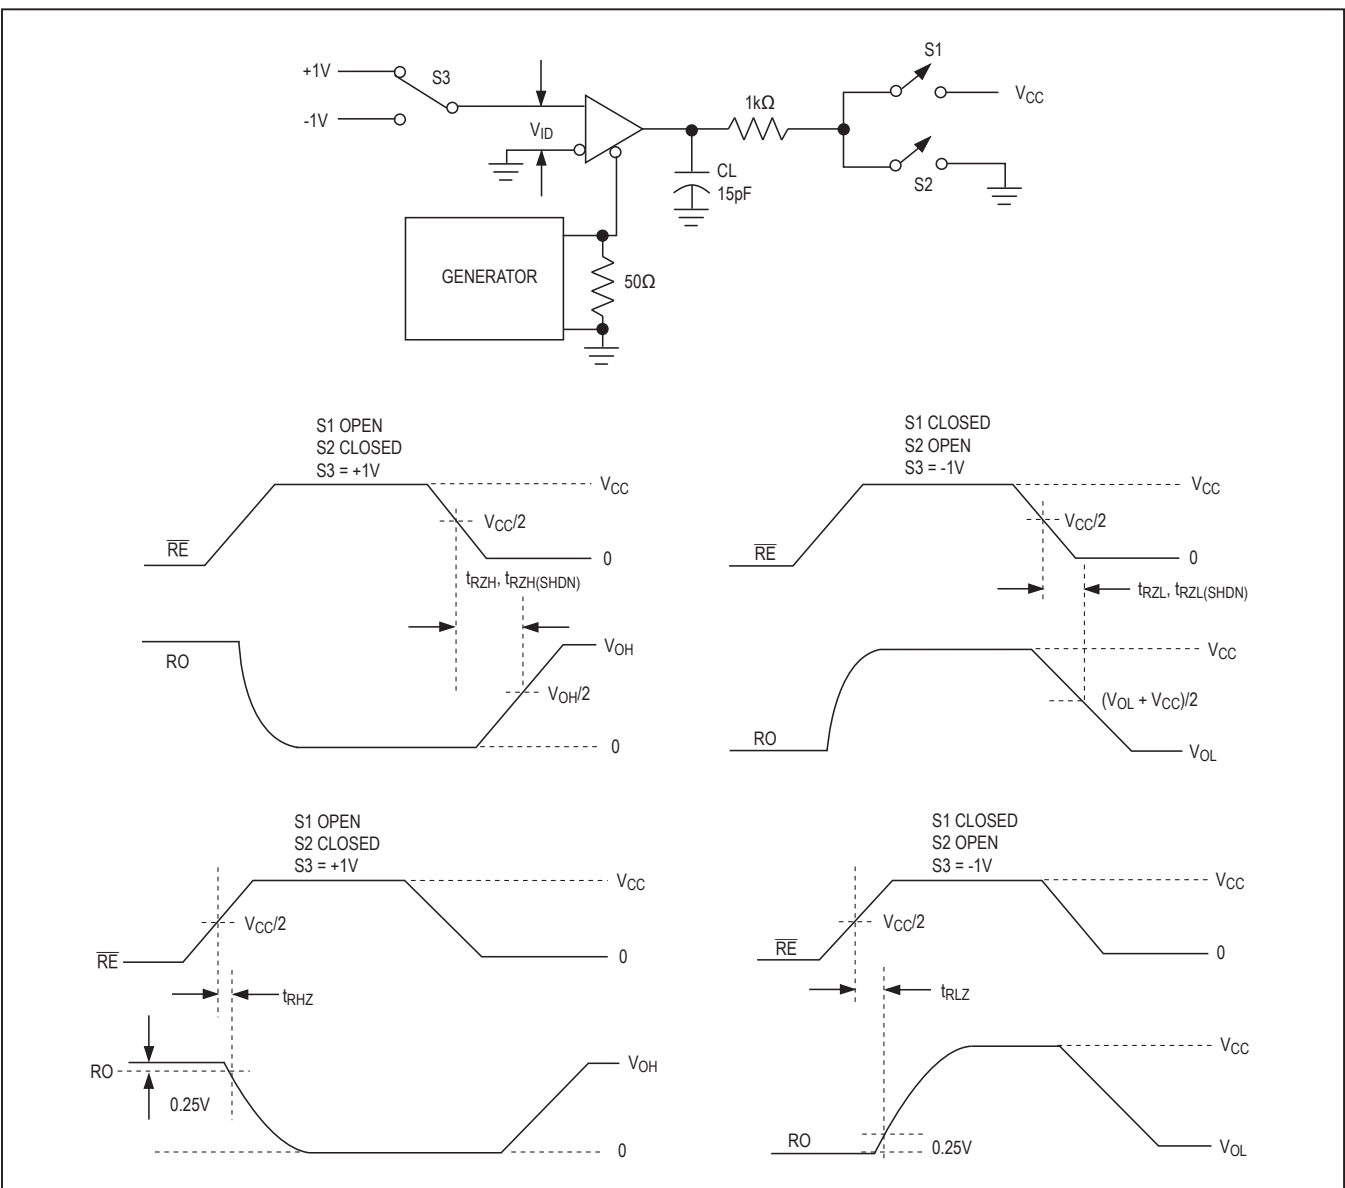 +1V
S3
-1V
VID
1kΩ
S1
VCC
S2
CL
15pF
GENERATOR
50Ω
S1 OPEN
S2 CLOSED
S3 = +1V
VCC
VCC/2
RE
0
tRZH, tRZH(SHDN)
RO
VOH
VOH/2
0
S1 CLOSED
S2 OPEN
S3 = -1V
VCC
VCC/2
RE
0
tRZL, tRZL(SHDN)
VCC
(VOL + VCC)/2
RO
VOL
S1 OPEN
S2 CLOSED
S3 = +1V
VCC
VCC/2
RE
0
tRHZ
RO
VOH
0.25V
0
S1 CLOSED
S2 OPEN
S3 = -1V
VCC
VCC/2
RE
0
tRLZ
VCC
RO
0.25V
VOL